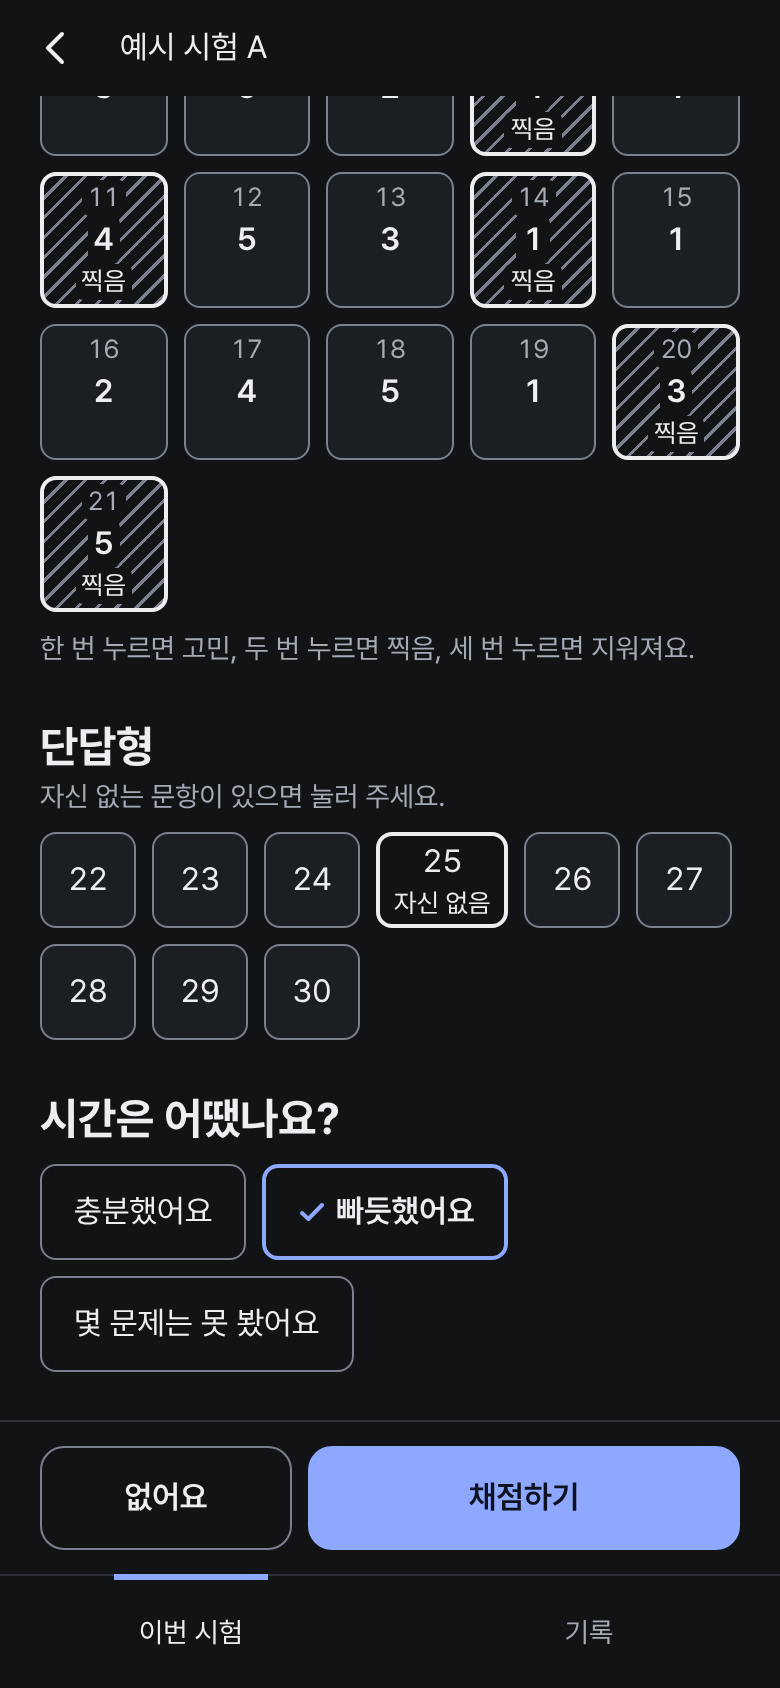 예시 시험 A
찍음
11 12 13 14 15
4 5 3 1 1
찍음 찍음
16 17 18 19 20
2 4 5 1 3
찍음
21
5
찍음
한 번 누르면 고민, 두 번 누르면 찍음, 세 번 누르면 지워져요.
단답형
자신 없는 문항이 있으면 눌러 주세요.
22 23 24 25 26 27
자신 없음
28 29 30
시간은 어땠나요?
충분했어요 빠듯했어요
몇 문제는 못 봤어요
없어요 채점하기
이번 시험 기록